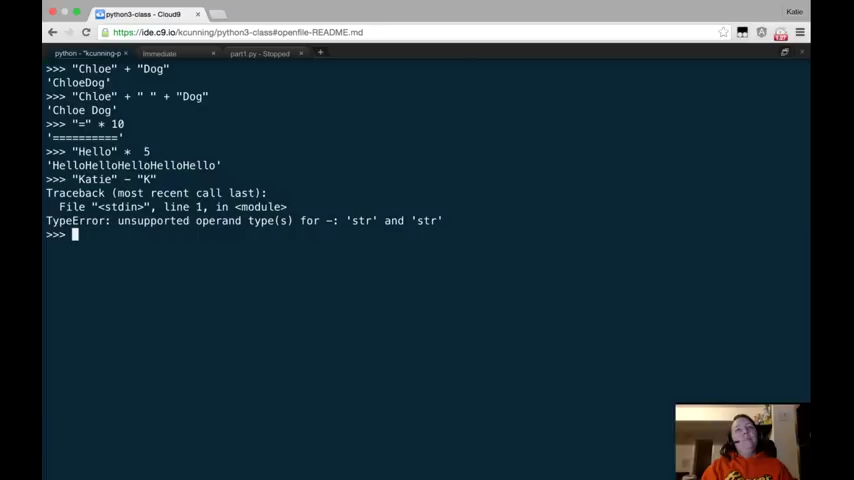 python3-class - Cloud9
Katie
https://ide.c9.io/kcunning/python3-class#openfile-README.md
python - "kcunning-p
Immediate
part1.py - Stopped
>>> "Chloe" + "Dog"
'ChloeDog'
>>> "Chloe" + " " + "Dog"
'Chloe Dog'
>>> "=" * 10
'=========='
>>> "Hello" *  5
'HelloHelloHelloHelloHello'
>>> "Katie" - "K"
Traceback (most recent call last):
  File "<stdin>", line 1, in <module>
TypeError: unsupported operand type(s) for -: 'str' and 'str'
>>>